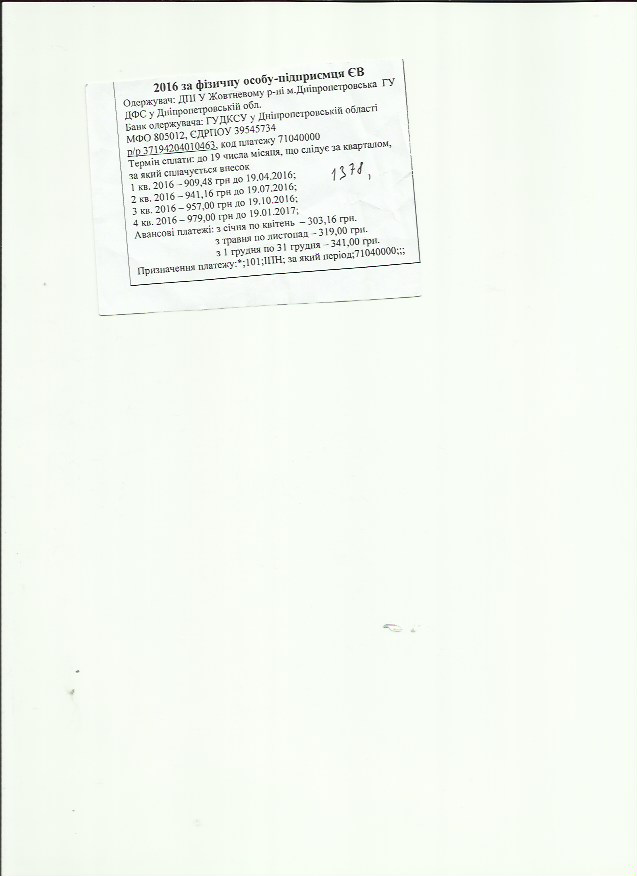 2016 за фізичну особу-підприємця ЄВ
Одержувач: ДПІ У Жовтневому р-ні м.Дніпропетровська ГУ
ДФС у Дніпропетровській обл.
Банк одержувача: ГУДКСУ у Дніпропетровській області
МФО 805012, ЄДРПОУ 39545734
р/р 37194204010463, код платежу 71040000
Термін сплати: до 19 числа місяця, що слідує за кварталом,
за який сплачується внесок
1 кв. 2016 – 909,48 грн до 19.04.2016;
1378,
2 кв. 2016 – 941,16 грн до 19.07.2016;
3 кв. 2016 – 957,00 грн до 19.10.2016;
4 кв. 2016 – 979,00 грн до 19.01.2017;
Авансові платежі: з січня по квітень – 303,16 грн.
з травня по листопад – 319,00 грн.
з 1 грудня по 31 грудня – 341,00 грн.
Призначення платежу:*;101;ІПН; за який період;71040000;;;